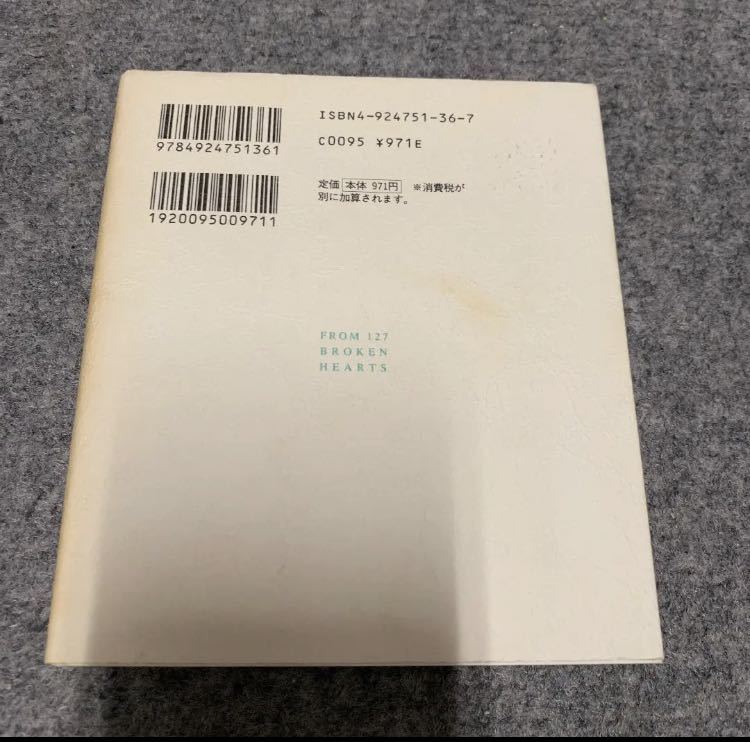 ISBN4-924751-36-7
9784924751361
C0095 ¥971E
定価 本体 971円 ※消費税が
別に加算されます。
1920095009711
FROM 127
BROKEN
HEARTS